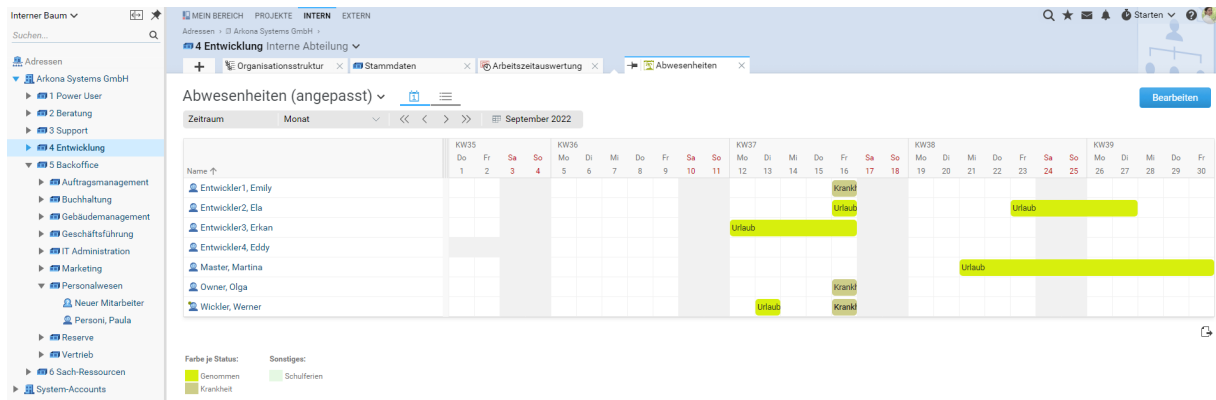 Interner Baum
Suchen...
Adressen
Arkona Systems GmbH
1 Power User
2 Beratung
3 Support
4 Entwicklung
5 Backoffice
Auftragsmanagement
Buchhaltung
Gebäudemanagement
Geschäftsführung
IT Administration
Marketing
Personalwesen
Neuer Mitarbeiter
Personi, Paula
Reserve
Vertrieb
6 Sach-Ressourcen
System-Accounts
MEIN BEREICH PROJEKTE INTERN EXTERN
Starten
Adressen › Arkona Systems GmbH ›
4 Entwicklung Interne Abteilung
+ Organisationsstruktur × Stammdaten × Arbeitszeitauswertung × Abwesenheiten ×
Abwesenheiten (angepasst)
Bearbeiten
Zeitraum Monat September 2022
KW35 KW36 KW37 KW38 KW39
Do Fr Sa So Mo Di Mi Do Fr Sa So Mo Di Mi Do Fr Sa So Mo Di Mi Do Fr Sa So Mo Di Mi Do Fr
Name 1 2 3 4 5 6 7 8 9 10 11 12 13 14 15 16 17 18 19 20 21 22 23 24 25 26 27 28 29 30
Entwickler1, Emily Krankh
Entwickler2, Ela Urlaub Urlaub
Entwickler3, Erkan Urlaub
Entwickler4, Eddy
Master, Martina Urlaub
Owner, Olga Krankh
Wickler, Werner Urlaub Krankh
Farbe je Status: Sonstiges:
Genommen Schulferien
Krankheit